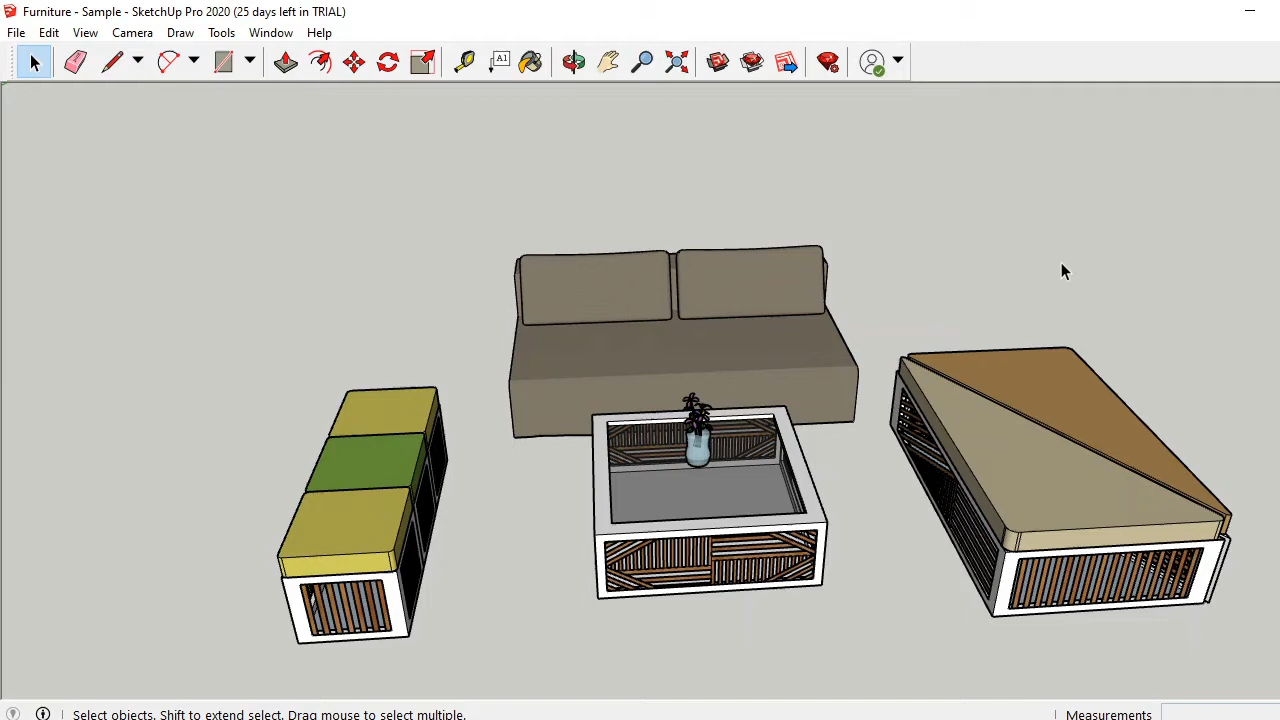 Furniture - Sample - SketchUp Pro 2020 (25 days left in TRIAL)
File Edit View Camera Draw Tools Window Help
A1
Select objects. Shift to extend select. Drag mouse to select multiple.
Measurements